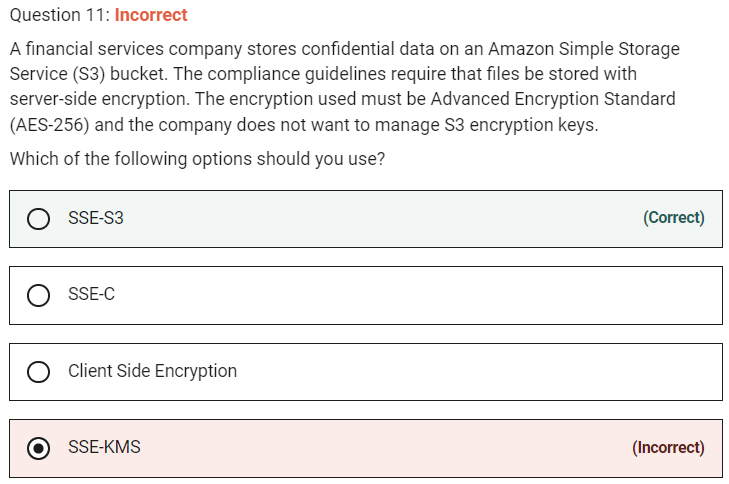 Question 11: Incorrect
A financial services company stores confidential data on an Amazon Simple Storage
Service (S3) bucket. The compliance guidelines require that files be stored with
server-side encryption. The encryption used must be Advanced Encryption Standard
(AES-256) and the company does not want to manage S3 encryption keys.
Which of the following options should you use?
SSE-S3 (Correct)
SSE-C
Client Side Encryption
SSE-KMS (Incorrect)